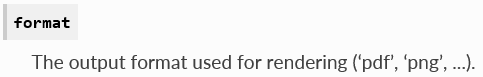 format
The output format used for rendering (‘pdf’, ‘png’, ...).